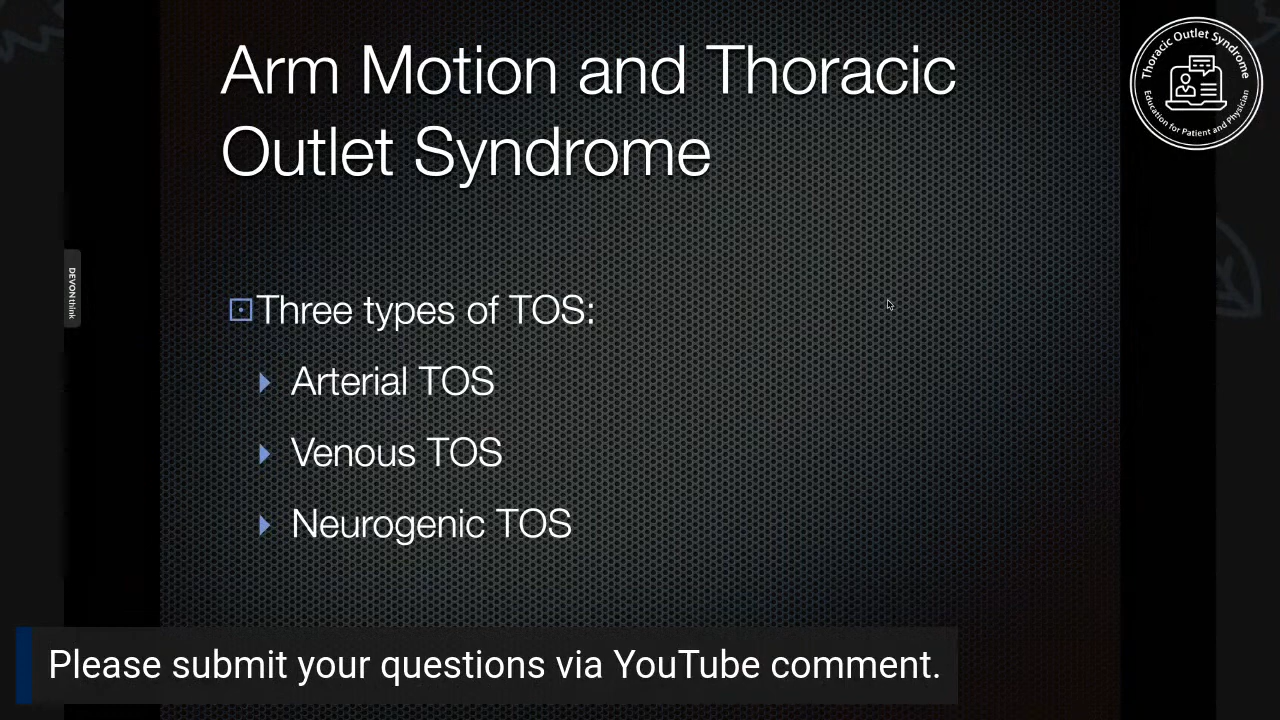 Arm Motion and Thoracic
Outlet Syndrome
Thoracic Outlet Syndrome
Education for Patient and Physician
DEVONthink
Three types of TOS:
Arterial TOS
Venous TOS
Neurogenic TOS
Please submit your questions via YouTube comment.